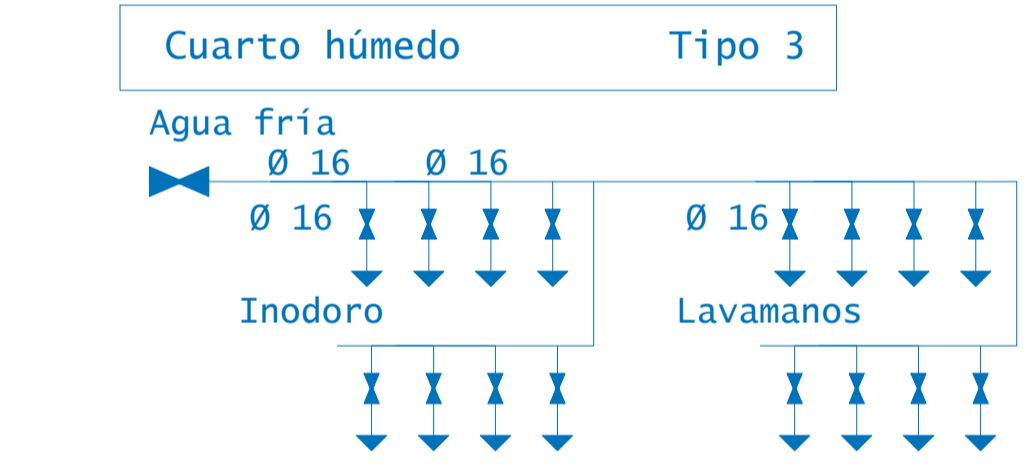 Cuarto húmedo Tipo 3
Agua fría
Ø 16 Ø 16
Ø 16 Ø 16
Inodoro Lavamanos